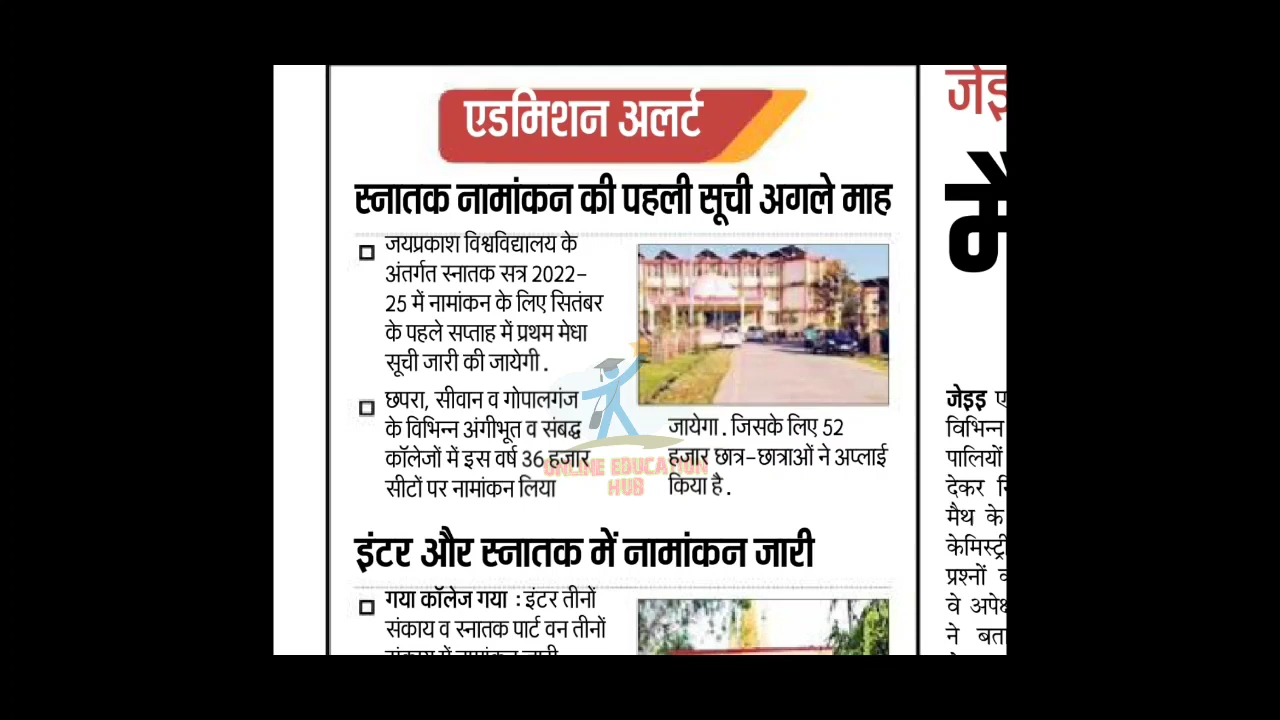 एडमिशन अलर्ट
स्नातक नामांकन की पहली सूची अगले माह
जयप्रकाश विश्वविद्यालय के
अंतर्गत स्नातक सत्र 2022-
25 में नामांकन के लिए सितंबर
के पहले सप्ताह में प्रथम मेधा
सूची जारी की जायेगी.
छपरा, सीवान व गोपालगंज
के विभिन्न अंगीभूत व संबद्ध
कॉलेजों में इस वर्ष 36 हजार
सीटों पर नामांकन लिया
जायेगा. जिसके लिए 52
हजार छात्र-छात्राओं ने अप्लाई
किया है.
ONLINE EDUCATION
HUB
इंटर और स्नातक में नामांकन जारी
गया कॉलेज गया : इंटर तीनों
संकाय व स्नातक पार्ट वन तीनों
संकाय में नामांकन जारी
जेइ
मै
जेइइ ए
विभिन्न
पालियों
देकर नि
मैथ के
केमिस्ट्री
प्रश्नों व
वे अपेक्ष
ने बता